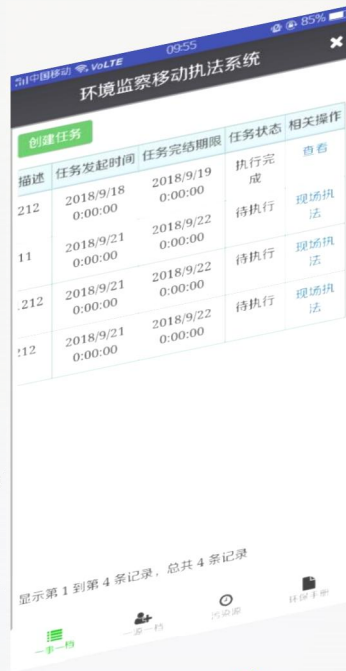 中国移动 VoLTE 09:55 85%
环境监察移动执法系统 ×
创建任务
描述 任务发起时间 任务完结期限 任务状态 相关操作
212 2018/9/18 0:00:00 2018/9/19 0:00:00 执行完成 查看
11 2018/9/21 0:00:00 2018/9/22 0:00:00 待执行 现场执法
212 2018/9/21 0:00:00 2018/9/22 0:00:00 待执行 现场执法
212 2018/9/21 0:00:00 2018/9/22 0:00:00 待执行 现场执法
显示第 1 到第 4 条记录，总共 4 条记录
一事一档 一源一档 污染源 环保手册